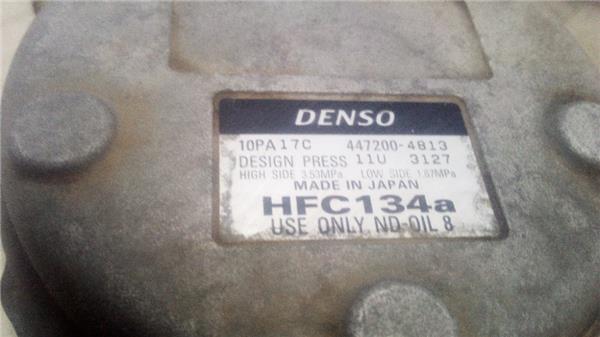 DENSO
10PA17C 447200-4813
DESIGN PRESS 11U 3127
HIGH SIDE 3.53MPa LOW SIDE 1.67MPa
MADE IN JAPAN
HFC134a
USE ONLY ND-OIL 8